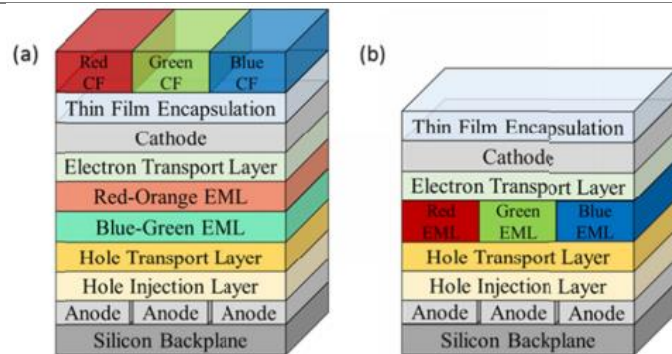 (a)
Red CF
Green CF
Blue CF
Thin Film Encapsulation
Cathode
Electron Transport Layer
Red-Orange EML
Blue-Green EML
Hole Transport Layer
Hole Injection Layer
Anode Anode Anode
Silicon Backplane
(b)
Thin Film Encapsulation
Cathode
Electron Transport Layer
Red EML
Green EML
Blue EML
Hole Transport Layer
Hole Injection Layer
Anode Anode Anode
Silicon Backplane